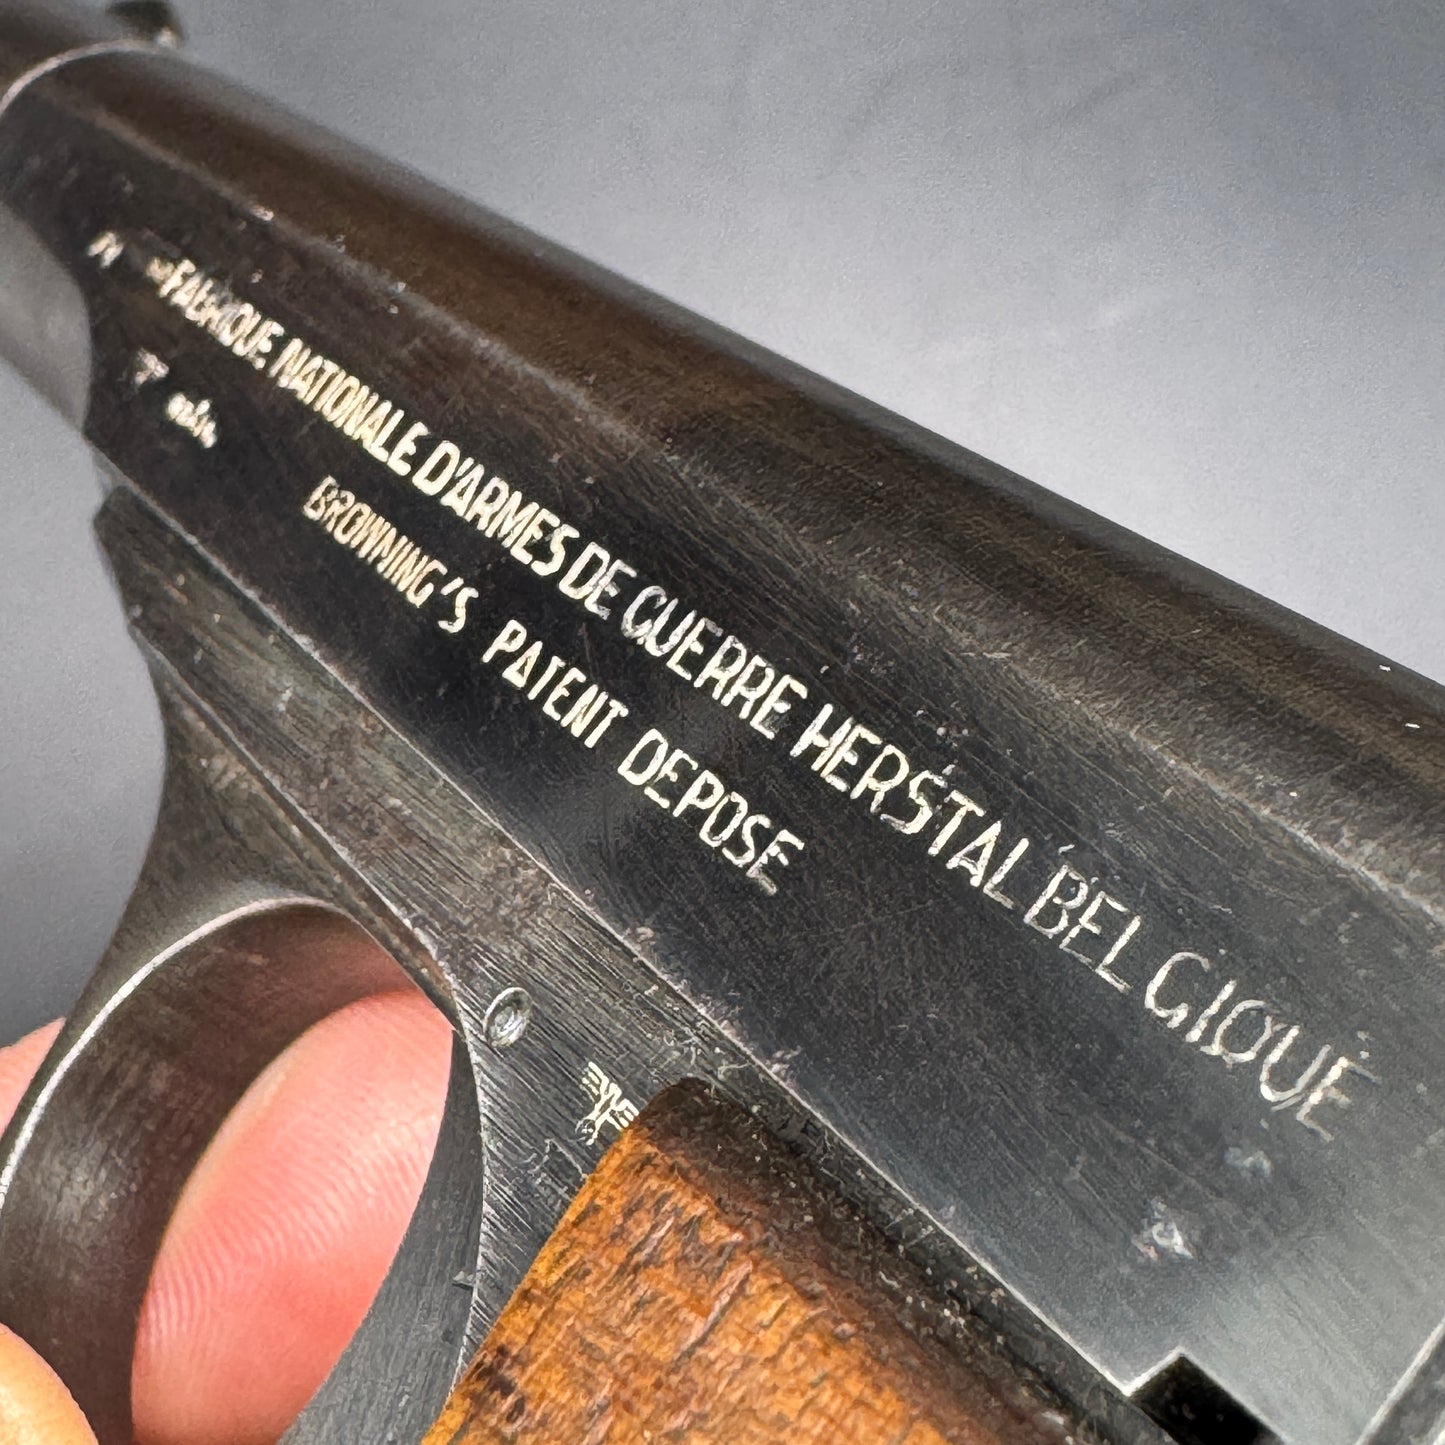 FABRIQUE NATIONALE D'ARMES DE GUERRE HERSTAL BELGIQUE
BROWNING'S PATENT DEPOSE